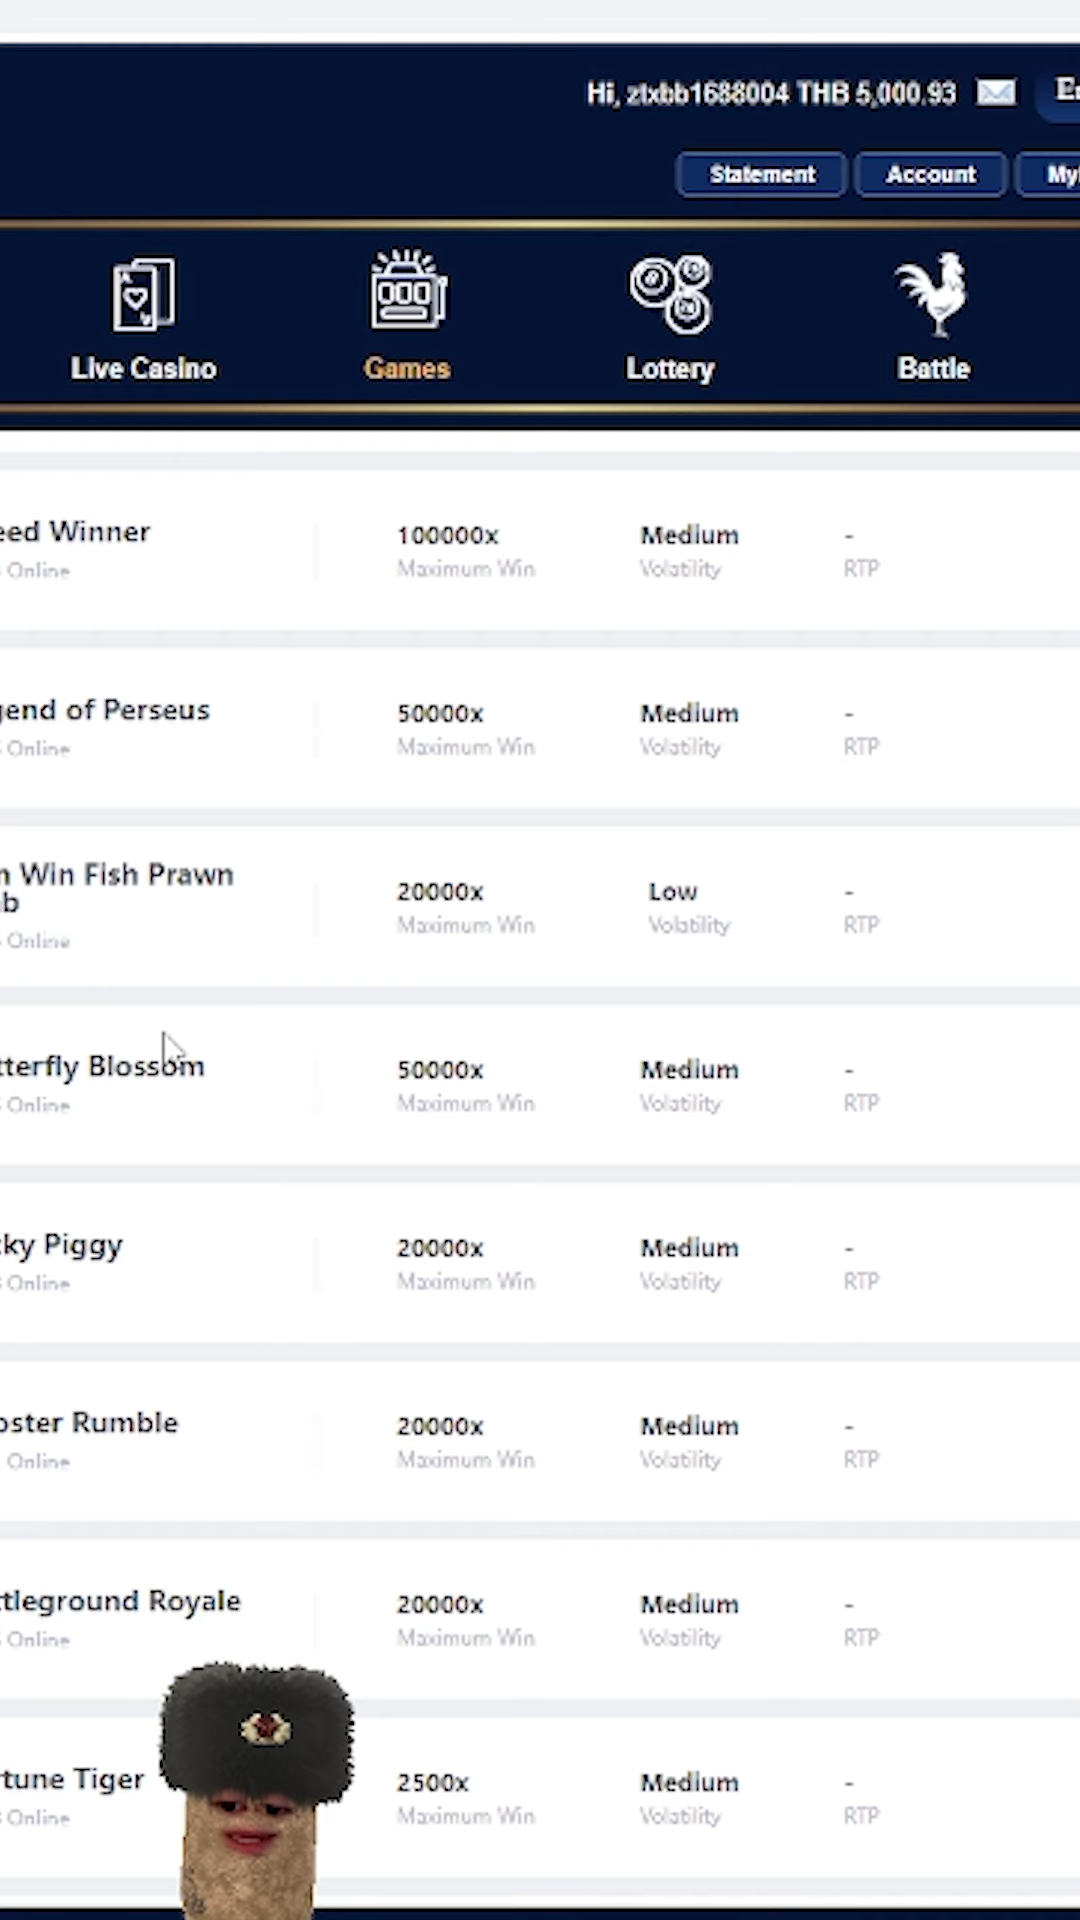 Hi, ztxbb1688004 THB 5,000.93
Statement Account
Live Casino Games Lottery Battle
eed Winner 100000x Medium -
Online Maximum Win Volatility RTP
gend of Perseus 50000x Medium -
Online Maximum Win Volatility RTP
n Win Fish Prawn
b
20000x Low -
Online Maximum Win Volatility RTP
tterfly Blossom 50000x Medium -
Online Maximum Win Volatility RTP
cky Piggy 20000x Medium -
Online Maximum Win Volatility RTP
oster Rumble 20000x Medium -
Online Maximum Win Volatility RTP
ttleground Royale 20000x Medium -
Online Maximum Win Volatility RTP
rtune Tiger 2500x Medium -
Online Maximum Win Volatility RTP